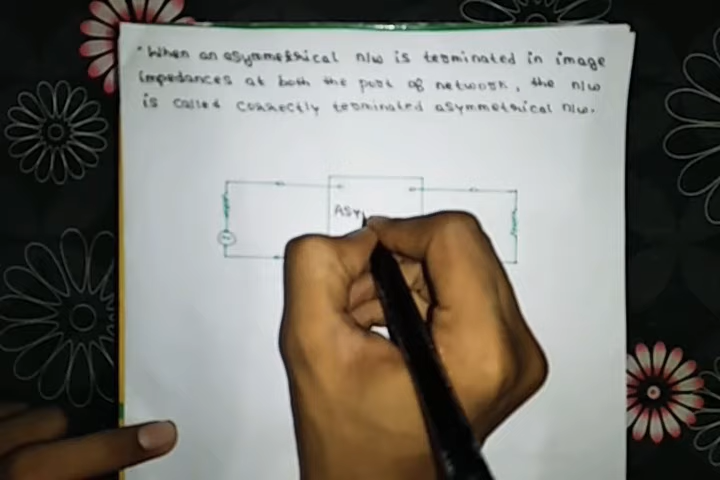 When an asymmetrical n/w is terminated in image
impedances at both the port of network, the n/w
is called correctly terminated asymmetrical n/w.
ASy